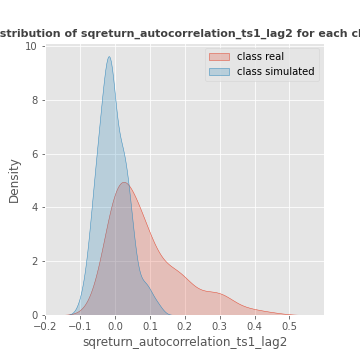 stribution of sqreturn_autocorrelation_ts1_lag2 for each cl
class real
class simulated
10
8
6
4
2
0
Density
-0.2 -0.1 0.0 0.1 0.2 0.3 0.4 0.5
sqreturn_autocorrelation_ts1_lag2